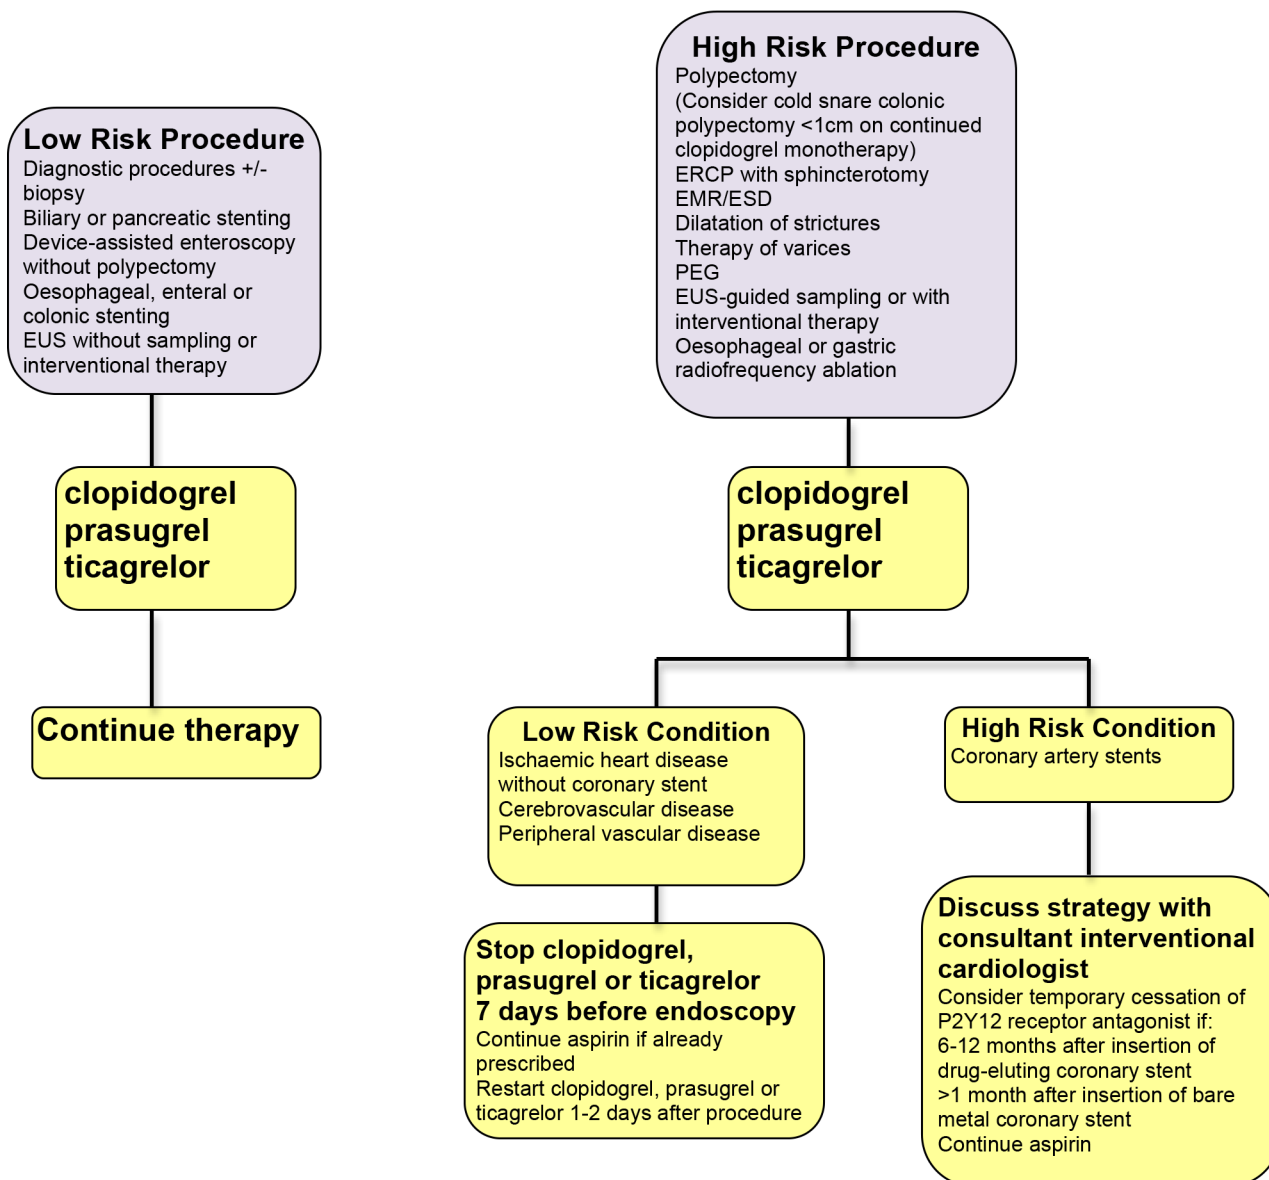 Low Risk Procedure
Diagnostic procedures +/-
biopsy
Biliary or pancreatic stenting
Device-assisted enteroscopy
without polypectomy
Oesophageal, enteral or
colonic stenting
EUS without sampling or
interventional therapy
clopidogrel
prasugrel
ticagrelor
Continue therapy
High Risk Procedure
Polypectomy
(Consider cold snare colonic
polypectomy <1cm on continued
clopidogrel monotherapy)
ERCP with sphincterotomy
EMR/ESD
Dilatation of strictures
Therapy of varices
PEG
EUS-guided sampling or with
interventional therapy
Oesophageal or gastric
radiofrequency ablation
clopidogrel
prasugrel
ticagrelor
Low Risk Condition
Ischaemic heart disease
without coronary stent
Cerebrovascular disease
Peripheral vascular disease
Stop clopidogrel,
prasugrel or ticagrelor
7 days before endoscopy
Continue aspirin if already
prescribed
Restart clopidogrel, prasugrel or
ticagrelor 1-2 days after procedure
High Risk Condition
Coronary artery stents
Discuss strategy with
consultant interventional
cardiologist
Consider temporary cessation of
P2Y12 receptor antagonist if:
6-12 months after insertion of
drug-eluting coronary stent
>1 month after insertion of bare
metal coronary stent
Continue aspirin